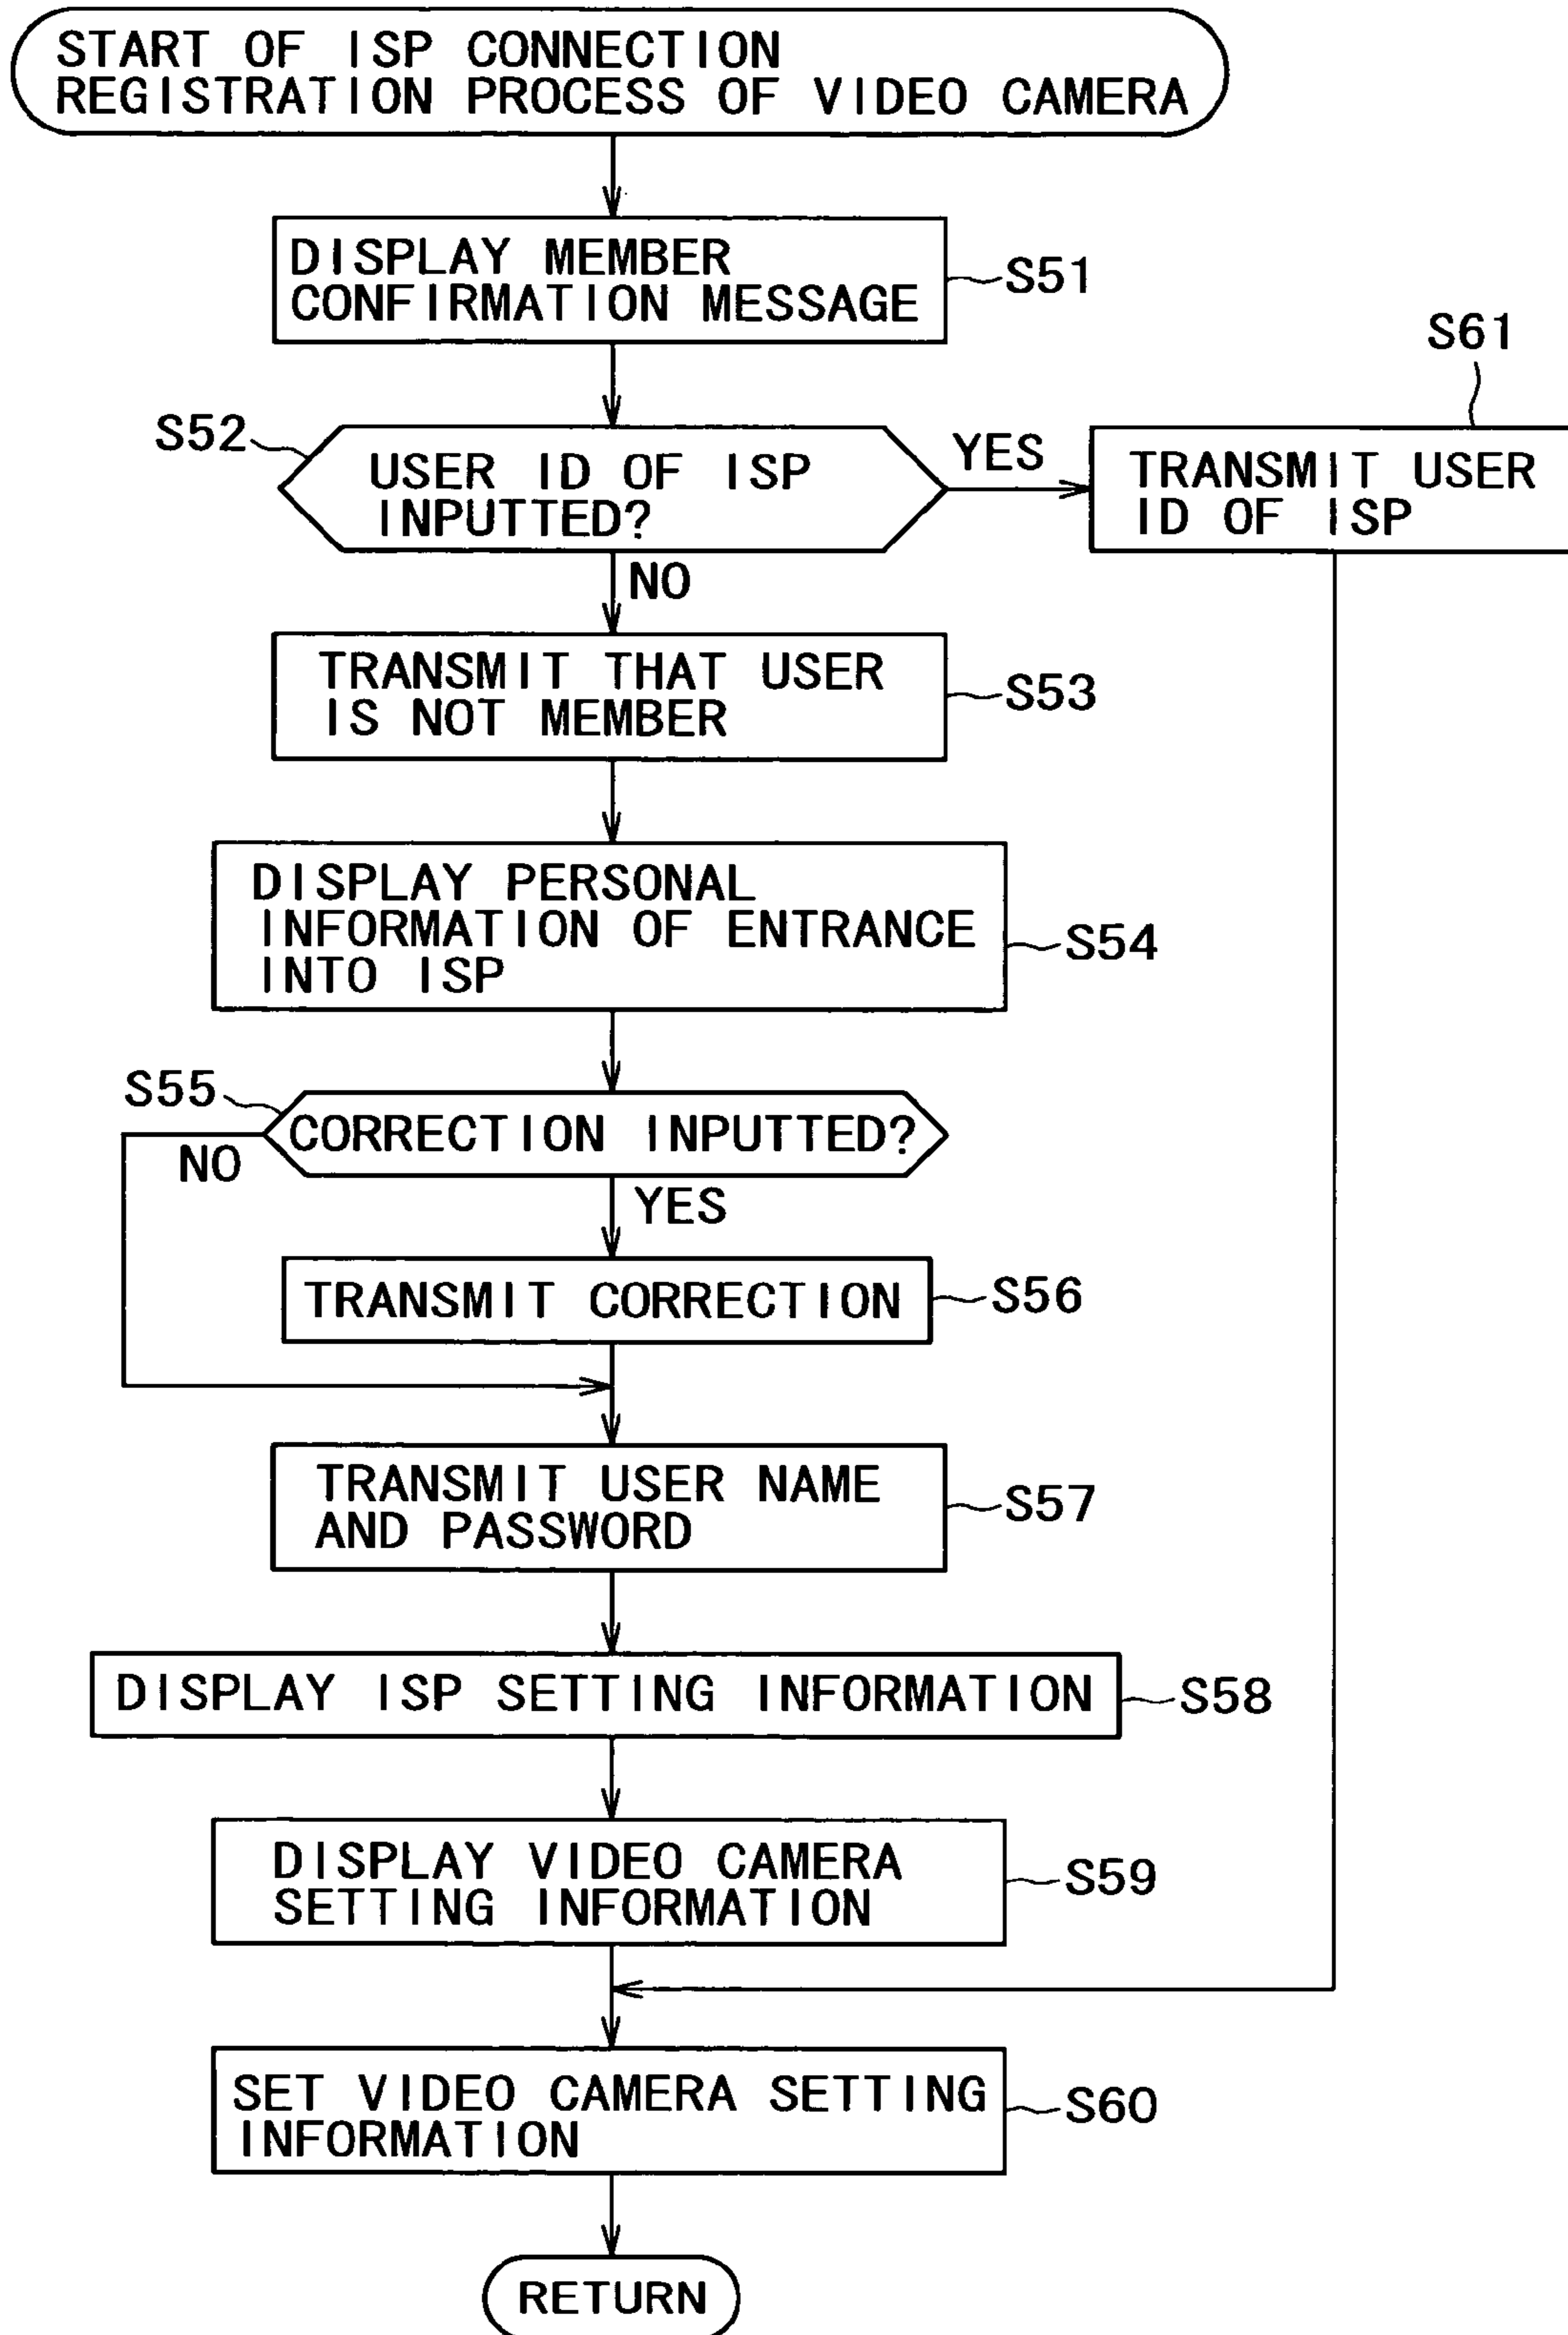 START OF ISP CONNECTION
REGISTRATION PROCESS OF VIDEO CAMERA
DISPLAY MEMBER
CONFIRMATION MESSAGE
S51
S61
S52
USER ID OF ISP
INPUTTED?
YES
TRANSMIT USER
ID OF ISP
NO
TRANSMIT THAT USER
IS NOT MEMBER
S53
DISPLAY PERSONAL
INFORMATION OF ENTRANCE
INTO ISP
S54
S55
CORRECTION INPUTTED?
NO
YES
TRANSMIT CORRECTION
S56
TRANSMIT USER NAME
AND PASSWORD
S57
DISPLAY ISP SETTING INFORMATION
S58
DISPLAY VIDEO CAMERA
SETTING INFORMATION
S59
SET VIDEO CAMERA SETTING
INFORMATION
S60
RETURN